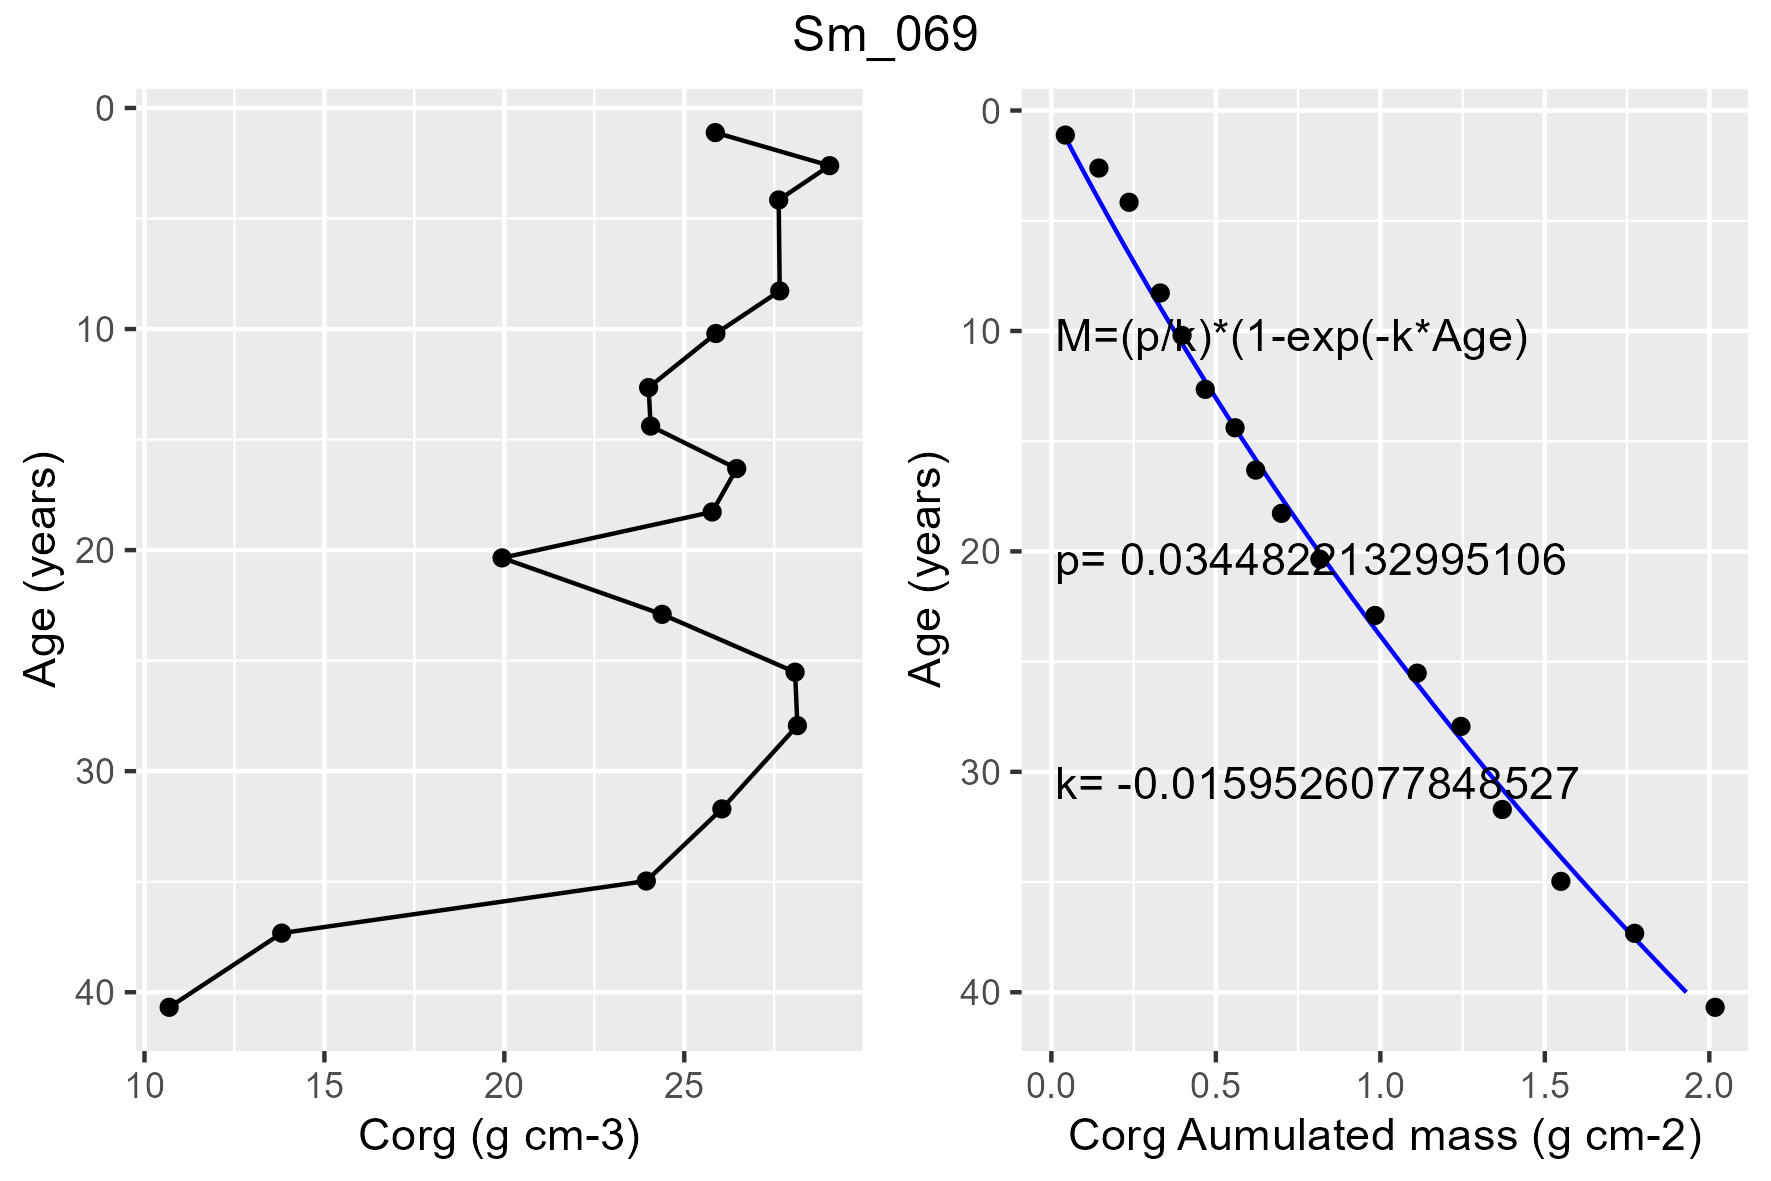 Sm_069
0
10
20
30
40
Age (years)
10 15 20 25
Corg (g cm-3)
0
10
20
30
40
Age (years)
M=(p/k)*(1-exp(-k*Age)
p= 0.0344822132995106
k= -0.0159526077848527
0.0 0.5 1.0 1.5 2.0
Corg Aumulated mass (g cm-2)